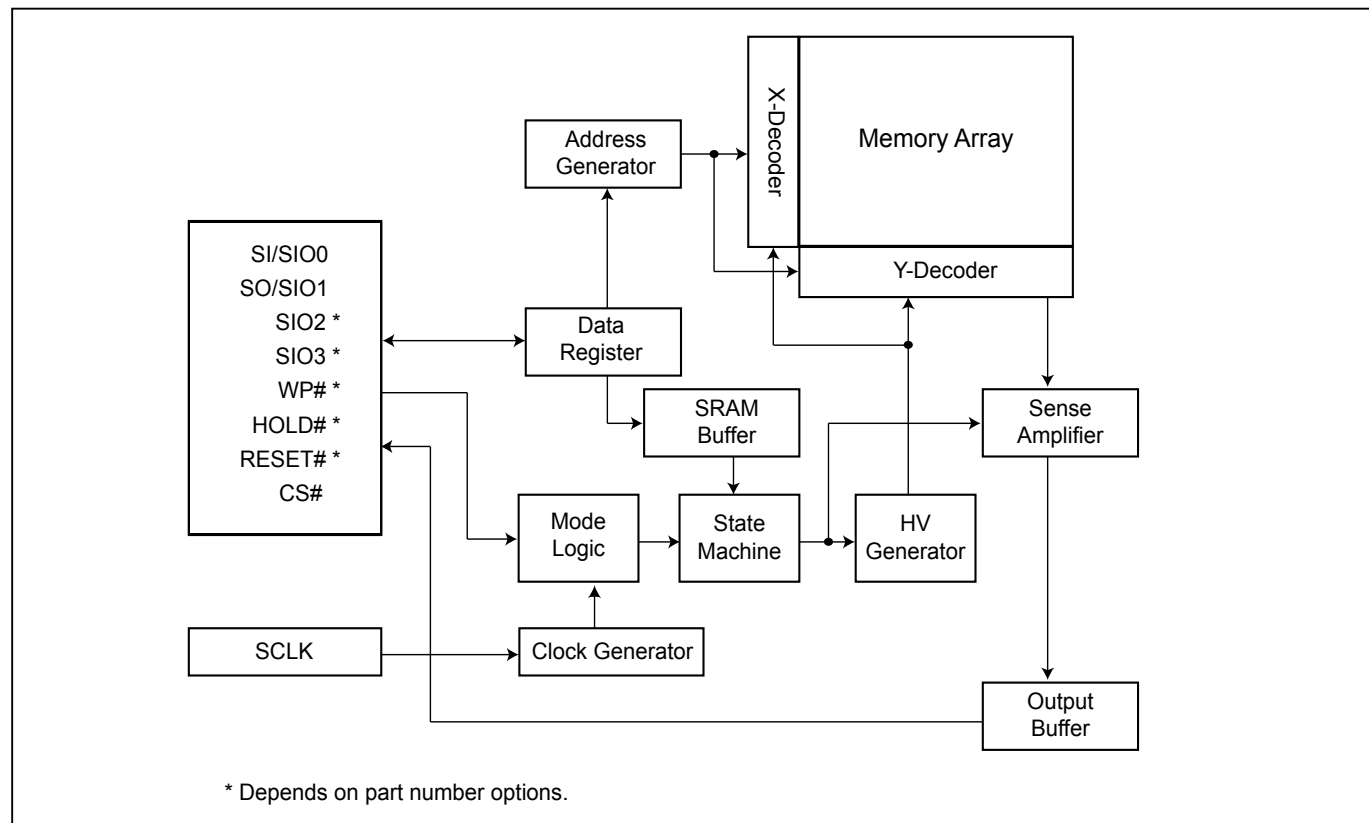 X-Decoder
Memory Array
Address
Generator
Y-Decoder
SI/SIO0
SO/SIO1
SIO2 *
SIO3 *
WP# *
HOLD# *
RESET# *
CS#
Data
Register
SRAM
Buffer
Sense
Amplifier
Mode
Logic
State
Machine
HV
Generator
SCLK
Clock Generator
Output
Buffer
* Depends on part number options.